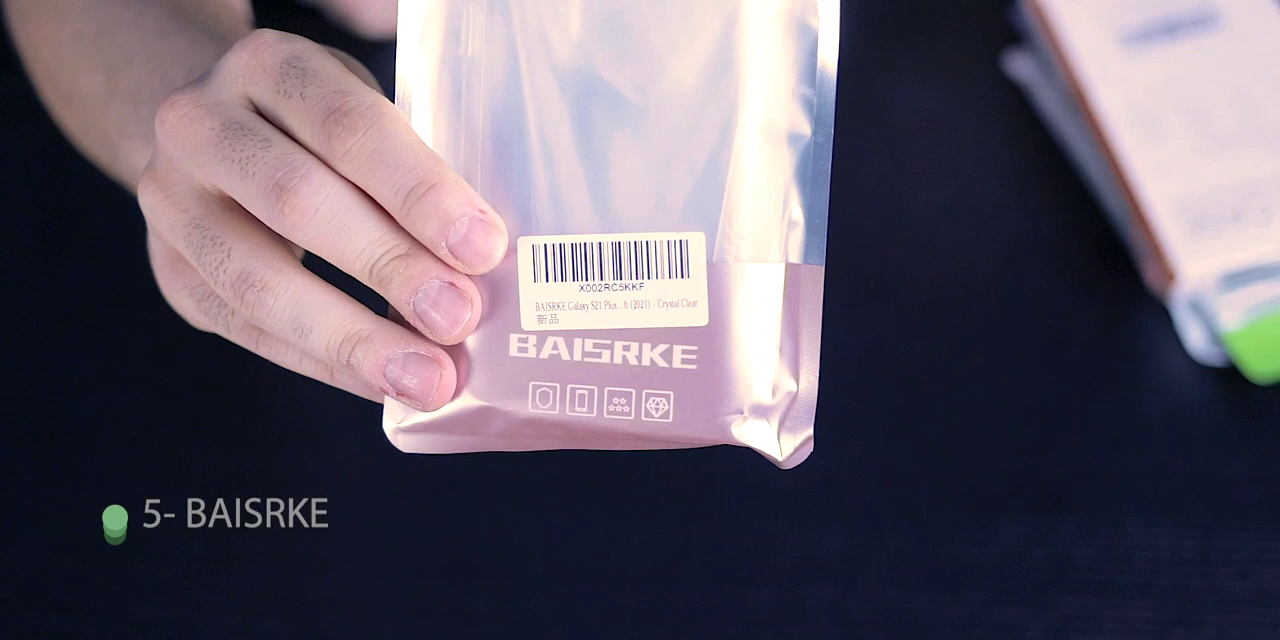 X002RC5KKF
BAISRKE Galaxy S21 Plus...h (2021) - Crystal Clear
新品
BAISRKE
5- BAISRKE